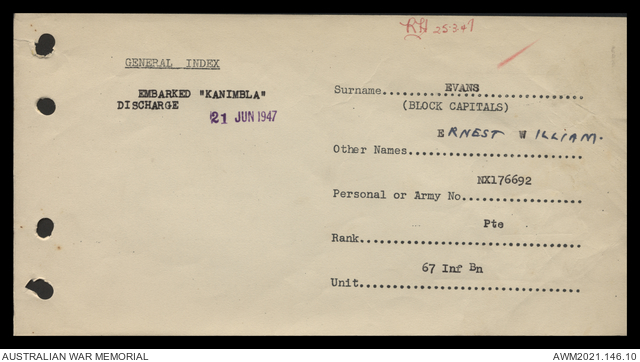 RH 25.3.47
GENERAL INDEX
EMBARKED "KANIMBLA"
DISCHARGE
21 JUN 1947
Surname....EVANS....
(BLOCK CAPITALS)
Other Names....ERNEST WILLIAM....
Personal or Army No....NX176692....
Rank....Pte....
Unit....67 Inf Bn....
AUSTRALIAN WAR MEMORIAL
AWM2021.146.10